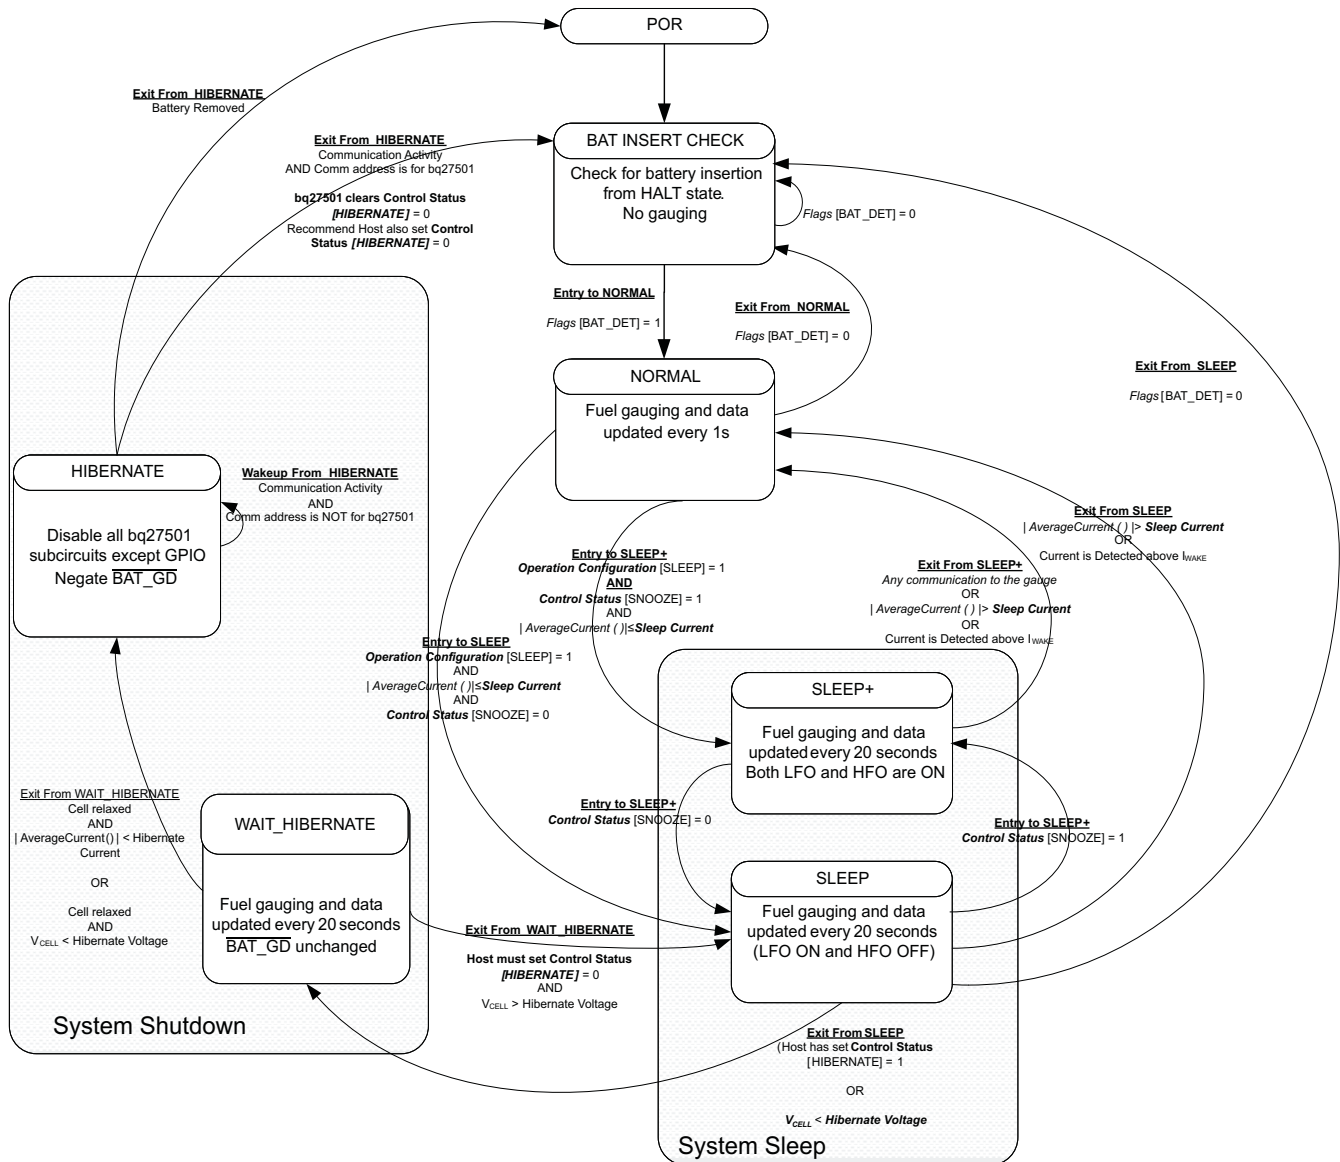 POR
Exit From HIBERNATE
Battery Removed
Exit From HIBERNATE
Communication Activity
AND Comm address is for bq27501
bq27501 clears Control Status
[HIBERNATE] = 0
Recommend Host also set Control
Status [HIBERNATE] = 0
BAT INSERT CHECK
Check for battery insertion
from HALT state.
No gauging
Flags [BAT_DET] = 0
Entry to NORMAL
Flags [BAT_DET] = 1
Exit From NORMAL
Flags [BAT_DET] = 0
Exit From SLEEP
Flags [BAT_DET] = 0
NORMAL
Fuel gauging and data
updated every 1s
HIBERNATE
Disable all bq27501
subcircuits except GPIO
Negate BAT_GD
Wakeup From HIBERNATE
Communication Activity
AND
Comm address is NOT for bq27501
Exit From SLEEP
| AverageCurrent ( ) |> Sleep Current
OR
Current is Detected above IWAKE
Entry to SLEEP+
Operation Configuration [SLEEP] = 1
AND
Control Status [SNOOZE] = 1
AND
| AverageCurrent ( )|≤Sleep Current
Exit From SLEEP+
Any communication to the gauge
OR
| AverageCurrent ( ) |> Sleep Current
OR
Current is Detected above IWAKE
Entry to SLEEP
Operation Configuration [SLEEP] = 1
AND
| AverageCurrent ( )|≤Sleep Current
AND
Control Status [SNOOZE] = 0
SLEEP+
Fuel gauging and data
updated every 20 seconds
Both LFO and HFO are ON
Entry to SLEEP+
Control Status [SNOOZE] = 0
Entry to SLEEP+
Control Status [SNOOZE] = 1
SLEEP
Fuel gauging and data
updated every 20 seconds
(LFO ON and HFO OFF)
Exit From WAIT_HIBERNATE
Cell relaxed
AND
| AverageCurrent() | < Hibernate
Current
OR
Cell relaxed
AND
VCELL < Hibernate Voltage
WAIT_HIBERNATE
Fuel gauging and data
updated every 20 seconds
BAT_GD unchanged
Exit From WAIT_HIBERNATE
Host must set Control Status
[HIBERNATE] = 0
AND
VCELL > Hibernate Voltage
System Shutdown
Exit From SLEEP
(Host has set Control Status
[HIBERNATE] = 1
OR
VCELL < Hibernate Voltage
System Sleep